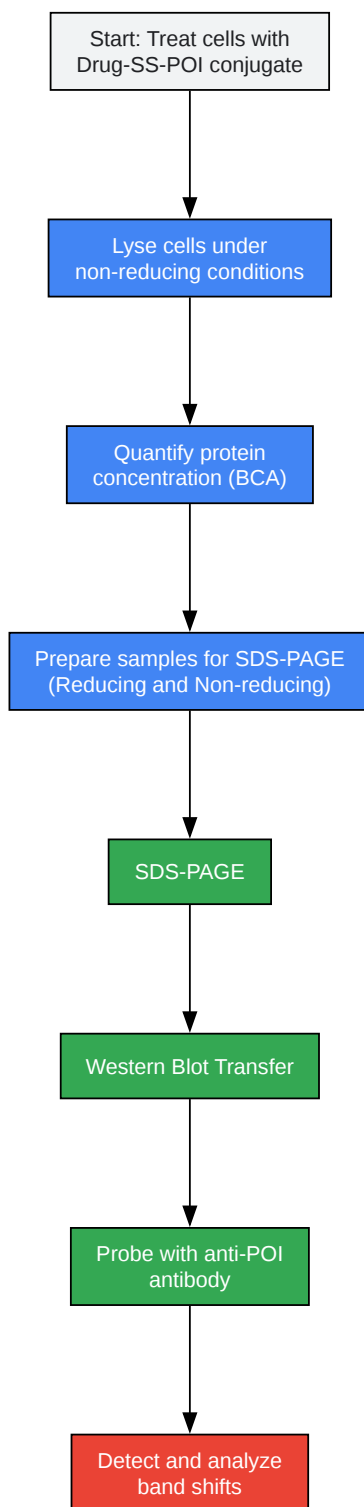 Start: Treat cells with
Drug-SS-POI conjugate
Lyse cells under
non-reducing conditions
Quantify protein
concentration (BCA)
Prepare samples for SDS-PAGE
(Reducing and Non-reducing)
SDS-PAGE
Western Blot Transfer
Probe with anti-POI
antibody
Detect and analyze
band shifts